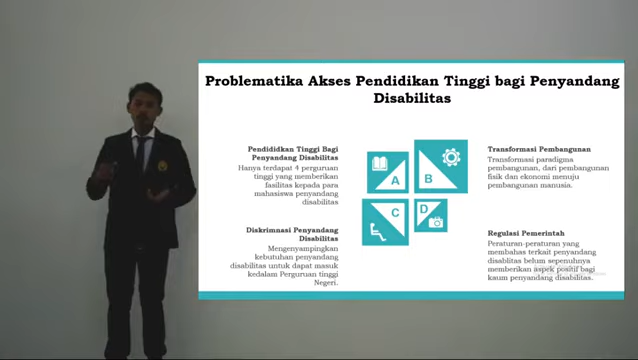 Problematika Akses Pendidikan Tinggi bagi Penyandang
Disabilitas
Pendididkan Tinggi Bagi
Penyandang Disabilitas
Hanya terdapat 4 perguruan
tinggi yang memberikan
fasilitas kepada para
mahasiswa penyandang
disabilitas
A
B
Transformasi Pembangunan
Transformasi paradigma
pembangunan, dari pembangunan
fisik dan ekonomi menuju
pembangunan manusia.
Diskrimnasi Penyandang
Disabilitas
Mengenyampingkan
kebutuhan penyandang
disabilitas untuk dapat masuk
kedalam Perguruan tinggi
Negeri.
C
D
Regulasi Pemerintah
Peraturan-peraturan yang
membahas terkait penyandang
disablitas belum sepenuhnya
memberikan aspek positif bagi
kaum penyandang disabilitas.